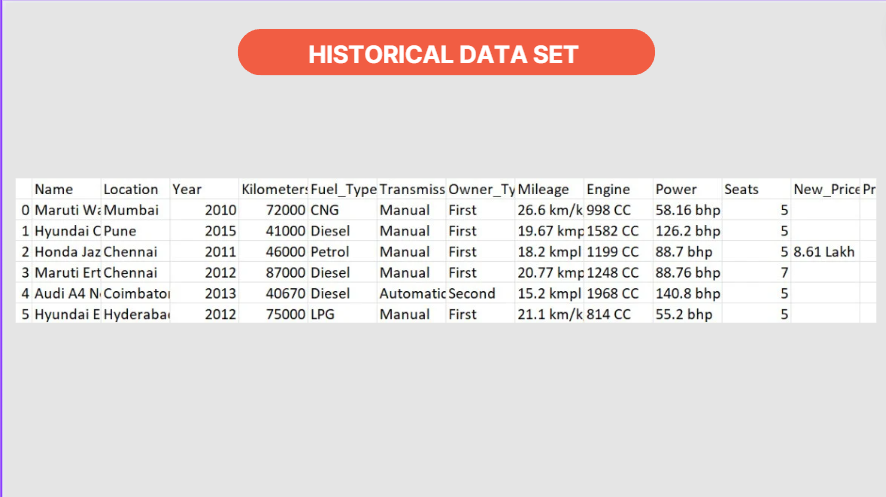 HISTORICAL DATA SET
Name Location Year Kilometers Fuel_Type Transmiss Owner_Ty Mileage Engine Power Seats New_Price Pr
0 Maruti Wa Mumbai 2010 72000 CNG Manual First 26.6 km/k 998 CC 58.16 bhp 5
1 Hyundai C Pune 2015 41000 Diesel Manual First 19.67 kmp 1582 CC 126.2 bhp 5
2 Honda Jaz Chennai 2011 46000 Petrol Manual First 18.2 kmpl 1199 CC 88.7 bhp 5 8.61 Lakh
3 Maruti Ert Chennai 2012 87000 Diesel Manual First 20.77 kmp 1248 CC 88.76 bhp 7
4 Audi A4 N Coimbator 2013 40670 Diesel Automatic Second 15.2 kmpl 1968 CC 140.8 bhp 5
5 Hyundai E Hyderabad 2012 75000 LPG Manual First 21.1 km/k 814 CC 55.2 bhp 5